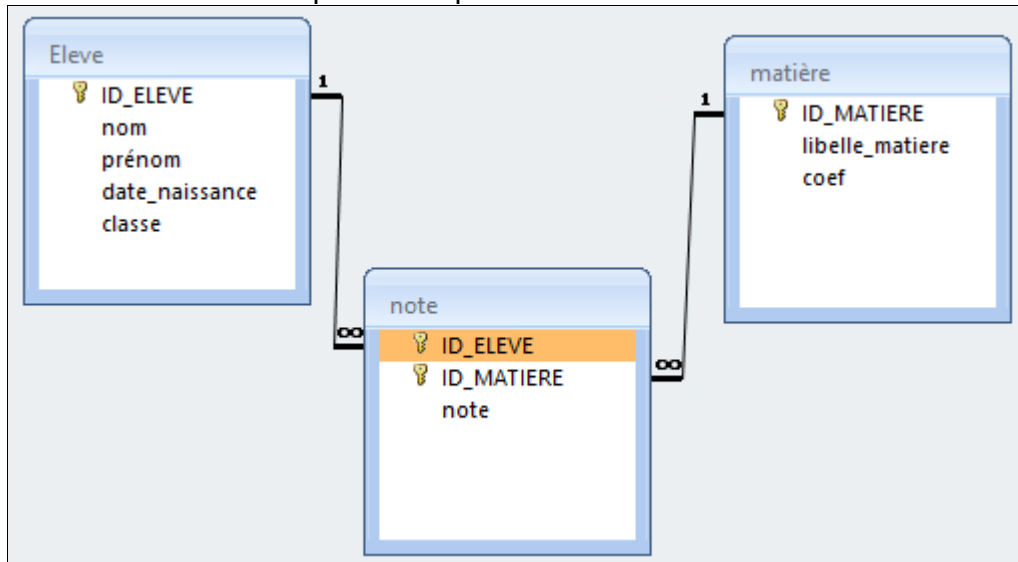 Eleve
ID_ELEVE
nom
prénom
date_naissance
classe
1
∞
matière
ID_MATIERE
libelle_matiere
coef
1
∞
note
ID_ELEVE
ID_MATIERE
note